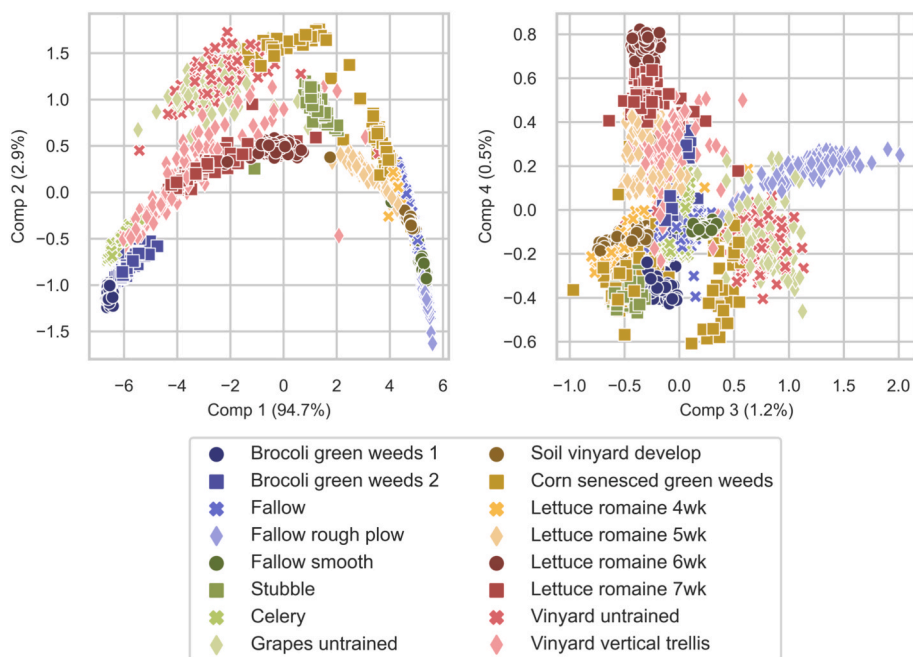 1.5
1.0
0.5
0.0
−0.5
−1.0
−1.5
Comp 2 (2.9%)
−6 −4 −2 0 2 4 6
Comp 1 (94.7%)
0.8
0.6
0.4
0.2
−0.0
−0.2
−0.4
−0.6
Comp 4 (0.5%)
−1.0 −0.5 0.0 0.5 1.0 1.5 2.0
Comp 3 (1.2%)
Brocoli green weeds 1
Brocoli green weeds 2
Fallow
Fallow rough plow
Fallow smooth
Stubble
Celery
Grapes untrained
Soil vinyard develop
Corn senesced green weeds
Lettuce romaine 4wk
Lettuce romaine 5wk
Lettuce romaine 6wk
Lettuce romaine 7wk
Vinyard untrained
Vinyard vertical trellis